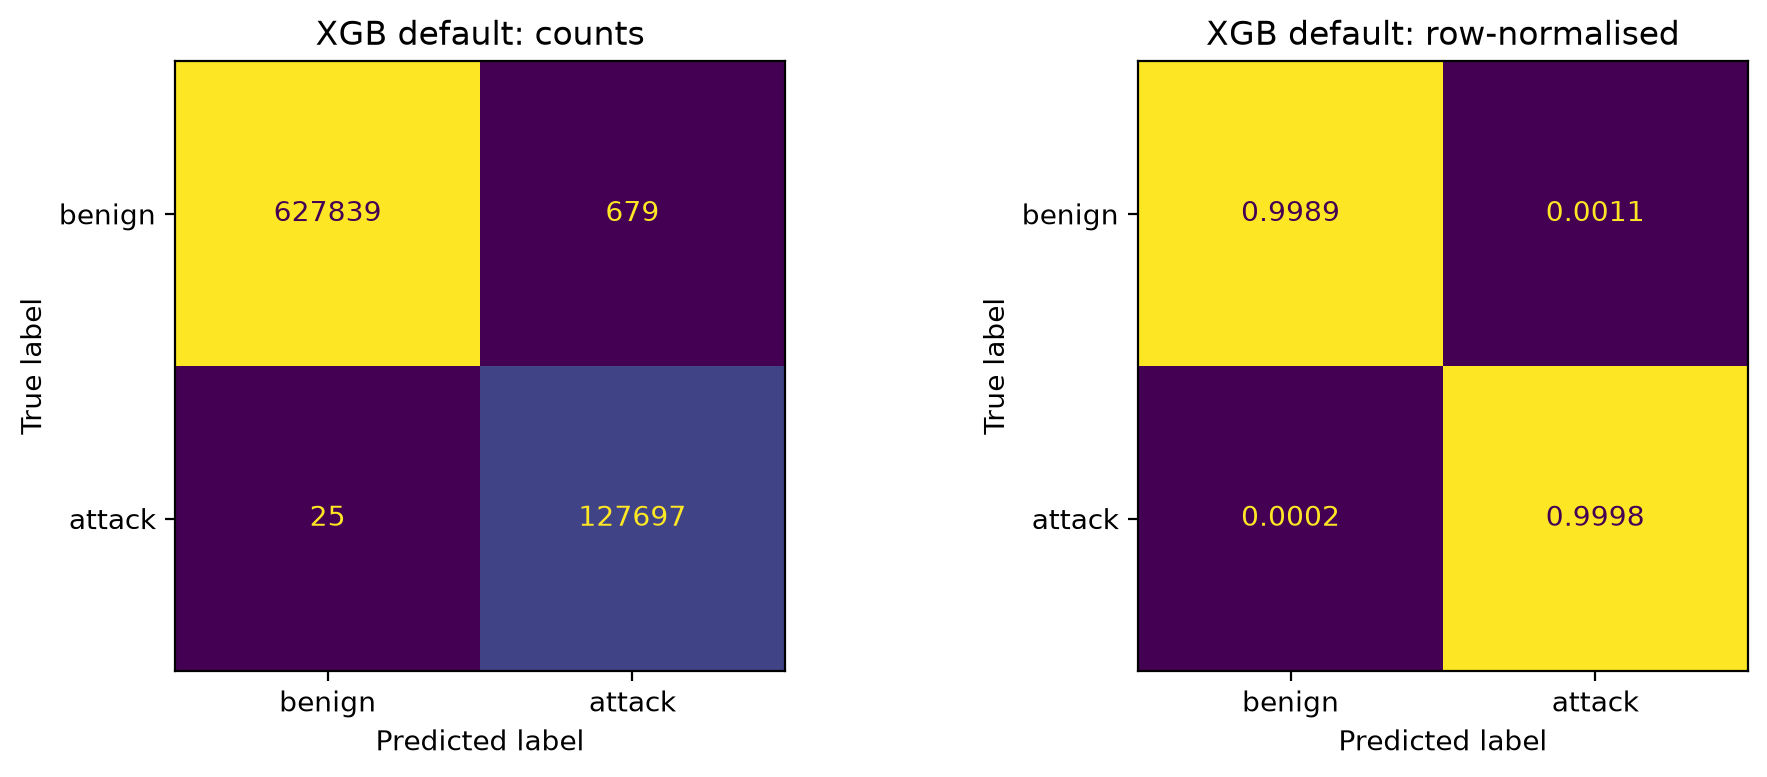 XGB default: counts
benign
627839
679
attack
25
127697
True label
benign
attack
Predicted label
XGB default: row-normalised
benign
0.9989
0.0011
attack
0.0002
0.9998
True label
benign
attack
Predicted label